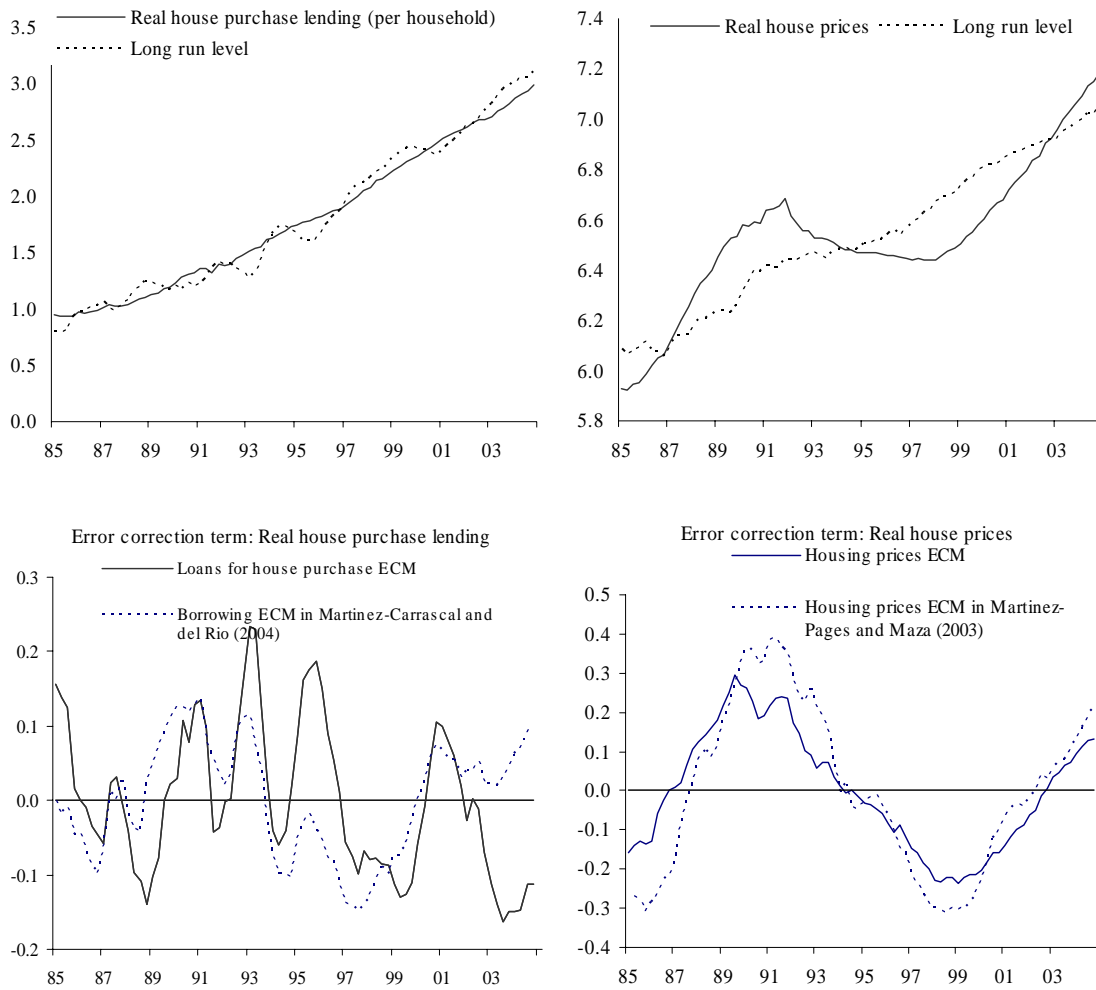 Real house purchase lending (per household)
Long run level
3.5
3.0
2.5
2.0
1.5
1.0
0.5
0.0
85 87 89 91 93 95 97 99 01 03
Real house prices
Long run level
7.4
7.2
7.0
6.8
6.6
6.4
6.2
6.0
5.8
85 87 89 91 93 95 97 99 01 03
Error correction term: Real house purchase lending
Loans for house purchase ECM
Borrowing ECM in Martinez-Carrascal and
del Rio (2004)
0.3
0.2
0.1
0.0
-0.1
-0.2
85 87 89 91 93 95 97 99 01 03
Error correction term: Real house prices
Housing prices ECM
Housing prices ECM in Martinez-
Pages and Maza (2003)
0.5
0.4
0.3
0.2
0.1
0.0
-0.1
-0.2
-0.3
-0.4
85 87 89 91 93 95 97 99 01 03